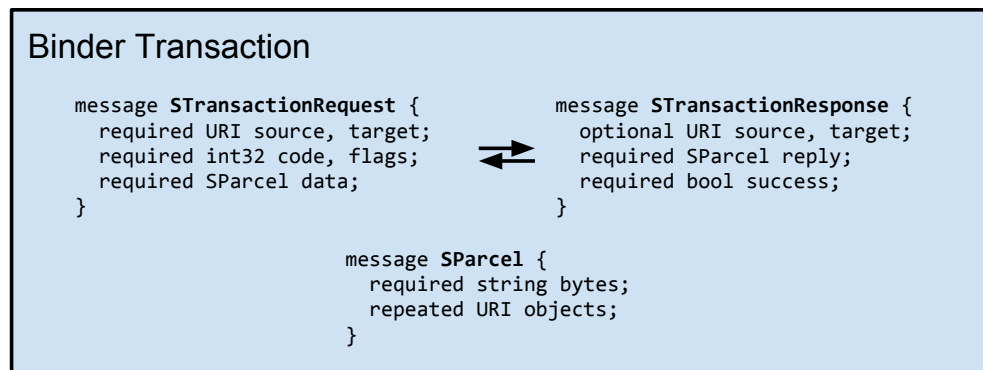 Binder Transaction
message STransactionRequest {
required URI source, target;
required int32 code, flags;
required SParcel data;
}
message STransactionResponse {
optional URI source, target;
required SParcel reply;
required bool success;
}
message SParcel {
required string bytes;
repeated URI objects;
}